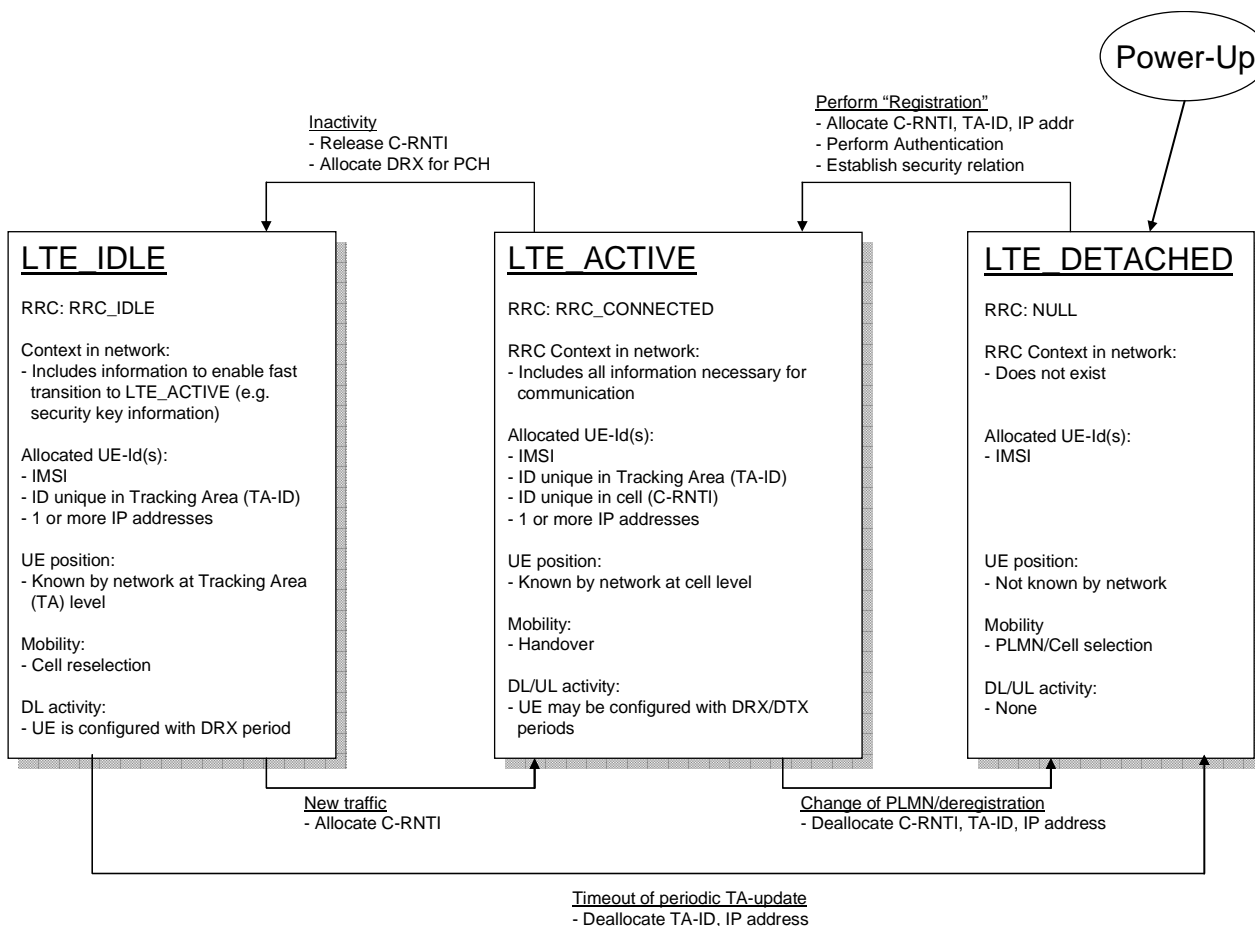 Power-Up
Inactivity
- Release C-RNTI
- Allocate DRX for PCH
Perform “Registration”
- Allocate C-RNTI, TA-ID, IP addr
- Perform Authentication
- Establish security relation
LTE_IDLE
RRC: RRC_IDLE
Context in network:
- Includes information to enable fast
transition to LTE_ACTIVE (e.g.
security key information)
Allocated UE-Id(s):
- IMSI
- ID unique in Tracking Area (TA-ID)
- 1 or more IP addresses
UE position:
- Known by network at Tracking Area
(TA) level
Mobility:
- Cell reselection
DL activity:
- UE is configured with DRX period
LTE_ACTIVE
RRC: RRC_CONNECTED
RRC Context in network:
- Includes all information necessary for
communication
Allocated UE-Id(s):
- IMSI
- ID unique in Tracking Area (TA-ID)
- ID unique in cell (C-RNTI)
- 1 or more IP addresses
UE position:
- Known by network at cell level
Mobility:
- Handover
DL/UL activity:
- UE may be configured with DRX/DTX
periods
LTE_DETACHED
RRC: NULL
RRC Context in network:
- Does not exist
Allocated UE-Id(s):
- IMSI
UE position:
- Not known by network
Mobility
- PLMN/Cell selection
DL/UL activity:
- None
New traffic
- Allocate C-RNTI
Change of PLMN/deregistration
- Deallocate C-RNTI, TA-ID, IP address
Timeout of periodic TA-update
- Deallocate TA-ID, IP address